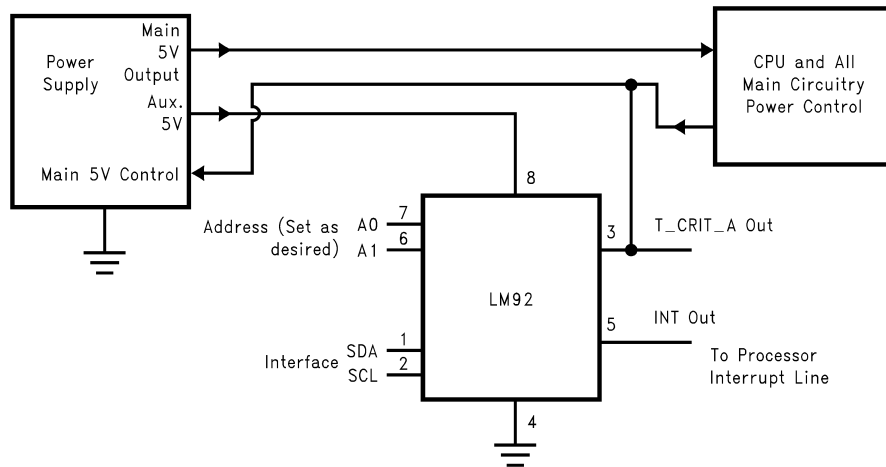 Main
5V
Output
Power
Supply
Aux.
5V
Main 5V Control
CPU and All
Main Circuitry
Power Control
8
Address (Set as
desired)
A0
7
A1
6
3
T_CRIT_A Out
LM92
5
INT Out
To Processor
Interrupt Line
Interface
SDA
1
SCL
2
4